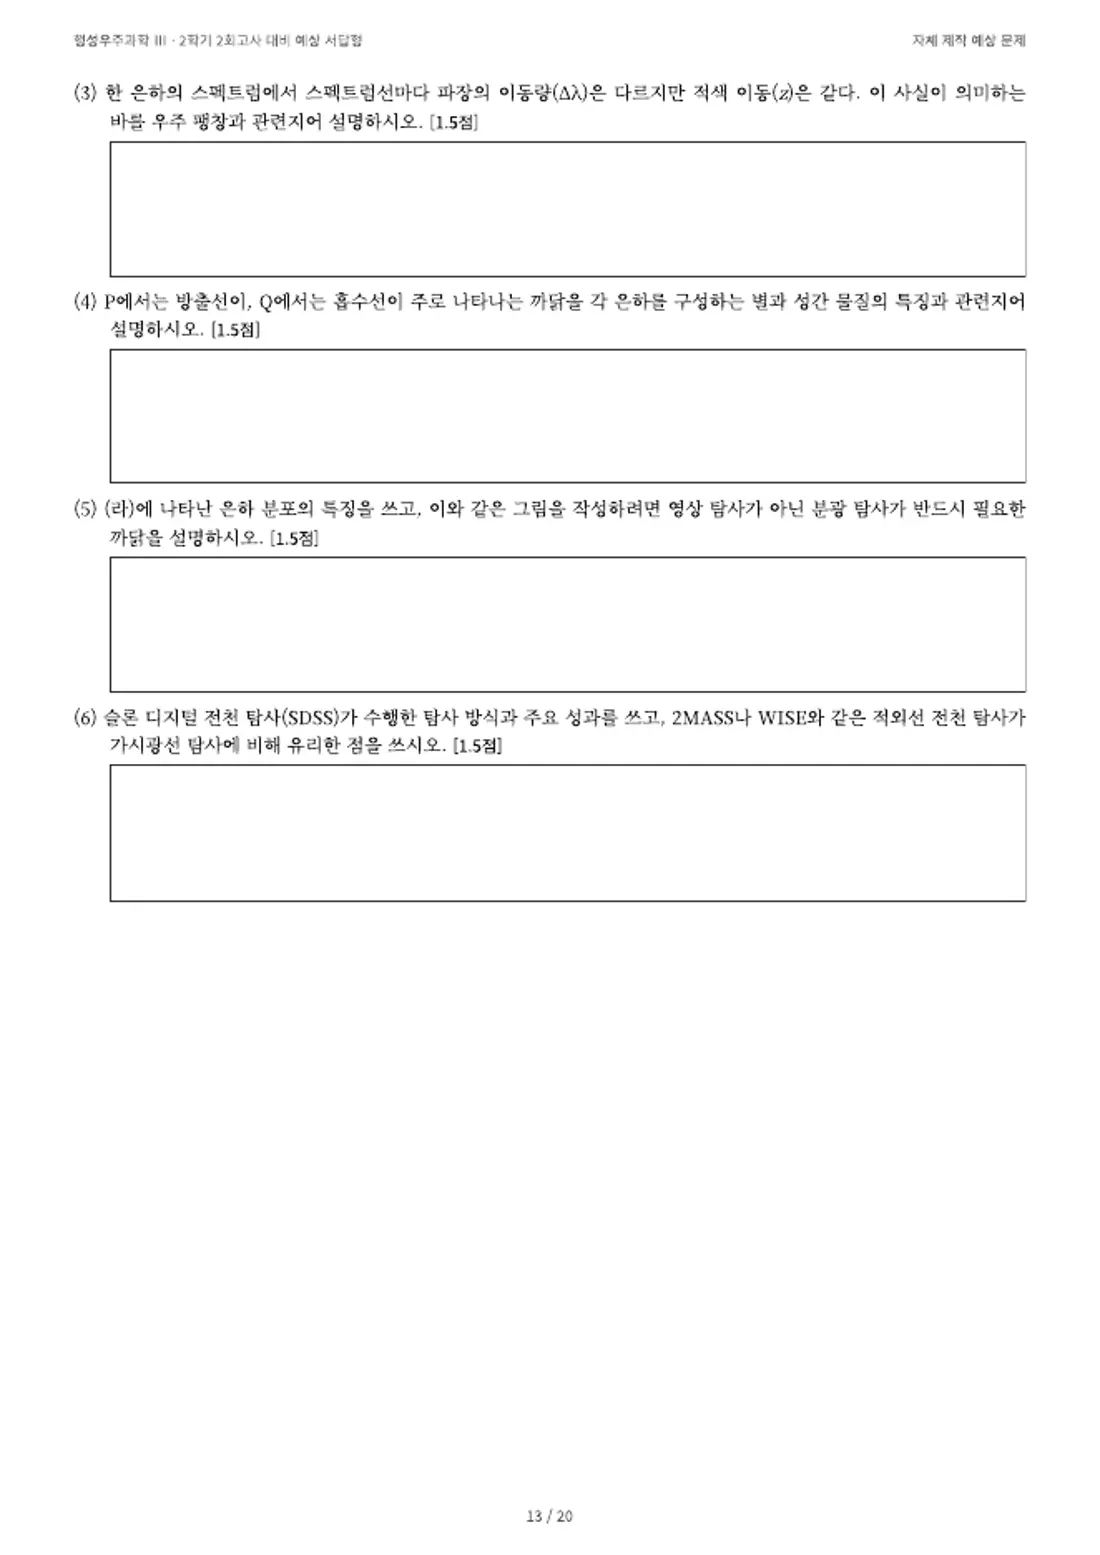 행성우주과학 III · 2학기 2회고사 대비 예상 서답형
자체 제작 예상 문제
(3) 한 은하의 스펙트럼에서 스펙트럼선마다 파장의 이동량(Δλ)은 다르지만 적색 이동(z)은 같다. 이 사실이 의미하는
바를 우주 팽창과 관련지어 설명하시오. [1.5점]
(4) P에서는 방출선이, Q에서는 흡수선이 주로 나타나는 까닭을 각 은하를 구성하는 별과 성간 물질의 특징과 관련지어
설명하시오. [1.5점]
(5) (라)에 나타난 은하 분포의 특징을 쓰고, 이와 같은 그림을 작성하려면 영상 탐사가 아닌 분광 탐사가 반드시 필요한
까닭을 설명하시오. [1.5점]
(6) 슬론 디지털 전천 탐사(SDSS)가 수행한 탐사 방식과 주요 성과를 쓰고, 2MASS나 WISE와 같은 적외선 전천 탐사가
가시광선 탐사에 비해 유리한 점을 쓰시오. [1.5점]
13 / 20